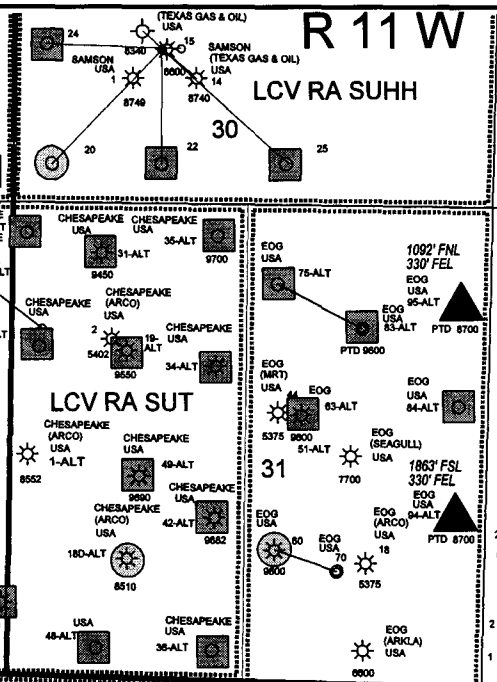 R 11 W
(TEXAS GAS & OIL)
USA
24
15
6340
6600
SAMSON
(TEXAS GAS & OIL)
USA
14
8740
SAMSON
USA
1
8749
LCV RA SUHH
30
20
22
25
CHESAPEAKE
USA
31-ALT
9450
CHESAPEAKE
USA
35-ALT
9700
CHESAPEAKE
USA
CHESAPEAKE
(ARCO)
USA
2
5402
19-
ALT
9550
CHESAPEAKE
USA
34-ALT
LCV RA SUT
CHESAPEAKE
(ARCO)
USA
1-ALT
8552
CHESAPEAKE
USA
49-ALT
9690
CHESAPEAKE
USA
42-ALT
9682
CHESAPEAKE
(ARCO)
USA
18D-ALT
8510
USA
48-ALT
CHESAPEAKE
USA
36-ALT
EOG
USA
75-ALT
EOG
USA
83-ALT
PTD 9600
1092' FNL
330' FEL
EOG
USA
95-ALT
PTD 8700
EOG
(MRT)
USA
5375
EOG
63-ALT
9600
51-ALT
EOG
USA
84-ALT
31
EOG
(SEAGULL)
USA
7700
1863' FSL
330' FEL
EOG
USA
94-ALT
PTD 8700
EOG
USA
60
9800
EOG
USA
70
EOG
(ARCO)
USA
18
5375
EOG
(ARKLA)
USA
6600
2
1